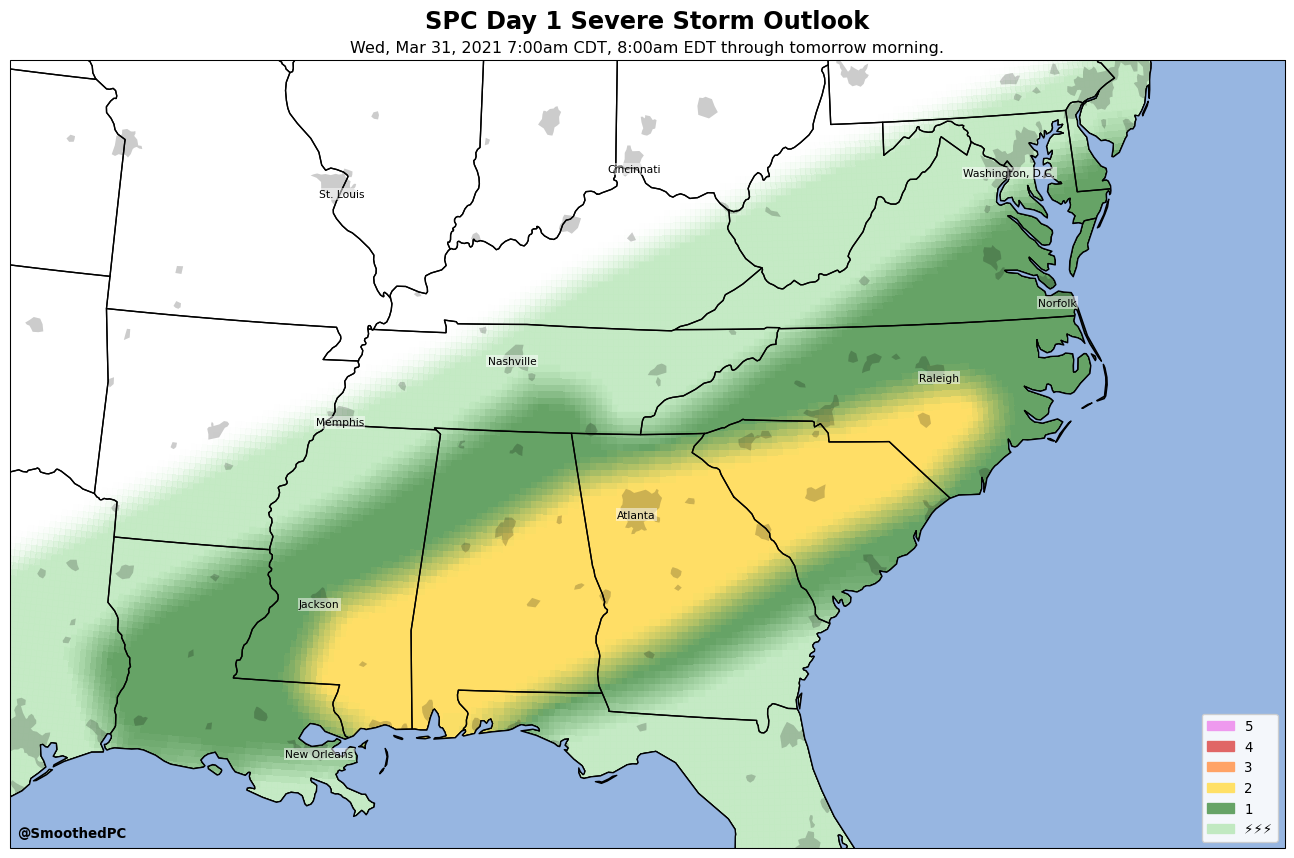 SPC Day 1 Severe Storm Outlook
Wed, Mar 31, 2021 7:00am CDT, 8:00am EDT through tomorrow morning.
Cincinnati
Washington, D.C.
St. Louis
Norfolk
Nashville
Raleigh
Memphis
Atlanta
Jackson
New Orleans
5
4
3
2
1
⚡⚡⚡
@SmoothedPC